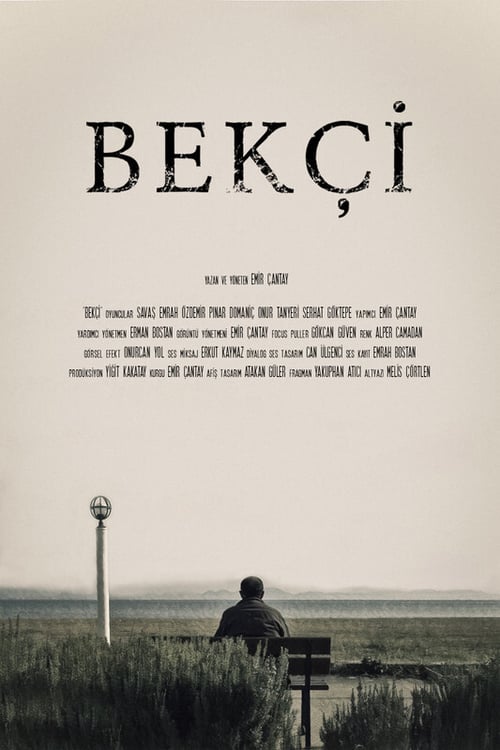 BEKÇİ
YAZAN VE YÖNETEN EMİR ÇANTAY
"BEKÇİ" OYUNCULAR SAVAŞ EMRAH ÖZDEMİR PINAR DOMANİÇ ONUR TANYERİ SERHAT GÖKTEPE YAPIMCI EMİR ÇANTAY
YARDIMCI YÖNETMEN ERMAN BOSTAN GÖRÜNTÜ YÖNETMENİ EMİR ÇANTAY FOCUS PULLER GÖKCAN GÜVEN RENK ALPER CAMADAN
GÖRSEL EFEKT ONURCAN YOL SES MİKSAJ ERKUT KAYMAZ DİYALOG SES TASARIM CAN ÜLGENCİ SES KAYIT EMRAH BOSTAN
PRODÜKSİYON YİĞİT KAKATAY KURGU EMİR ÇANTAY AFİŞ TASARIM ATAKAN GÜLER FRAGMAN YAKUPHAN ATICI ALTYAZI MELİS ÇÖRTLEN